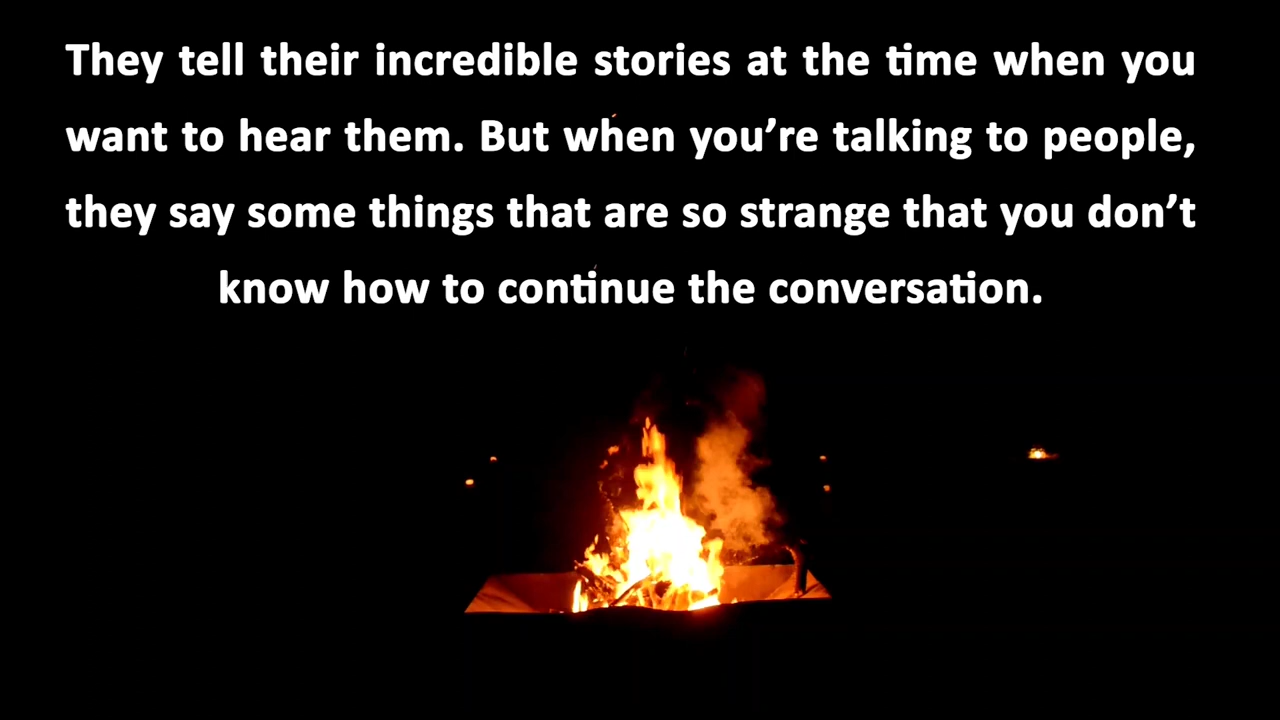 They tell their incredible stories at the time when you
want to hear them. But when you’re talking to people,
they say some things that are so strange that you don’t
know how to continue the conversation.